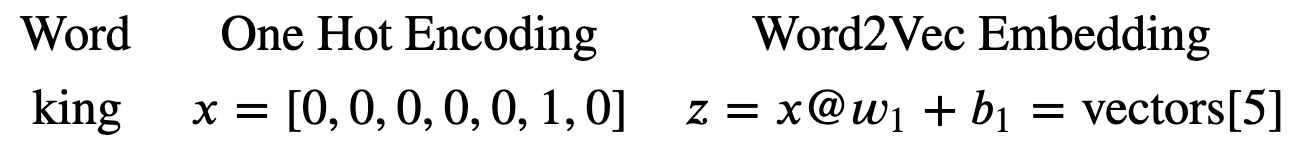 Word One Hot Encoding Word2Vec Embedding
king x = [0, 0, 0, 0, 0, 1, 0] z = x@w₁ + b₁ = vectors[5]